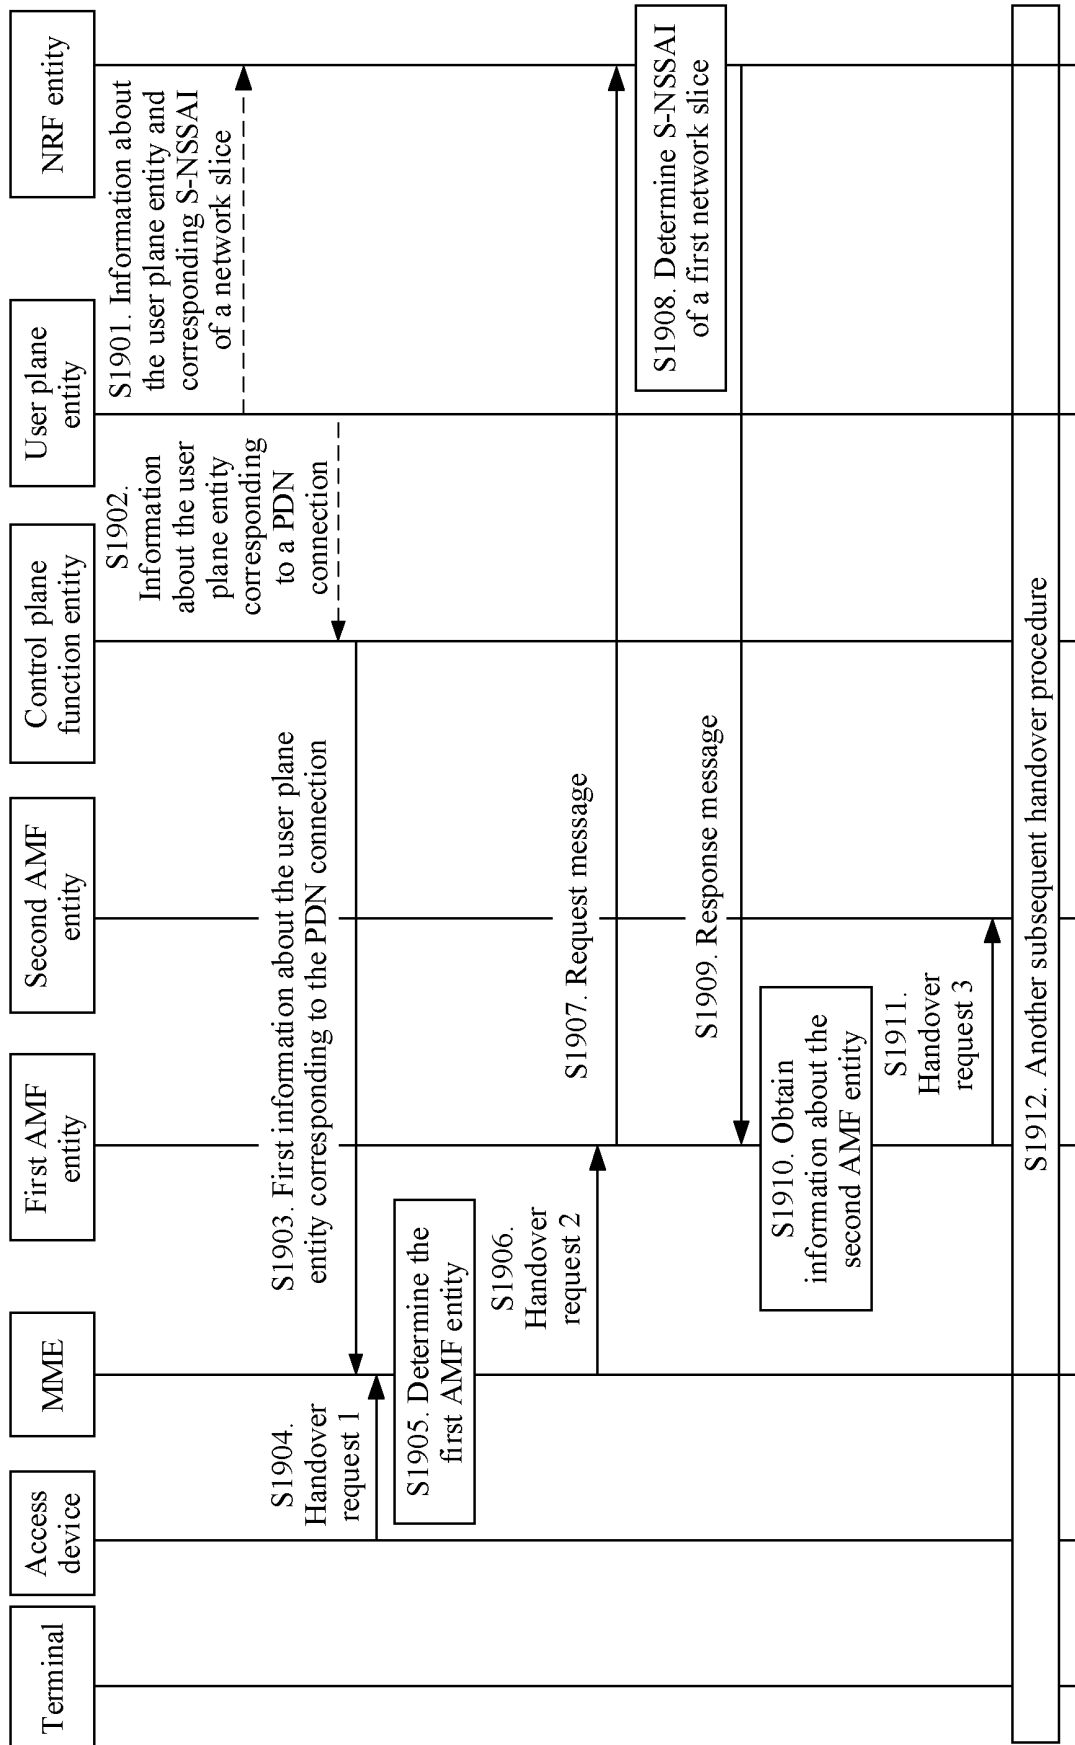 Terminal
Access
device
MME
First AMF
entity
Second AMF
entity
Control plane
function entity
User plane
entity
NRF entity
S1901. Information about
the user plane entity and
corresponding S-NSSAI
of a network slice
S1902.
Information
about the user
plane entity
corresponding
to a PDN
connection
S1903. First information about the user plane
entity corresponding to the PDN connection
S1904.
Handover
request 1
S1905. Determine the
first AMF entity
S1906.
Handover
request 2
S1907. Request message
S1908. Determine S-NSSAI
of a first network slice
S1909. Response message
S1910. Obtain
information about the
second AMF entity
S1911.
Handover
request 3
S1912. Another subsequent handover procedure